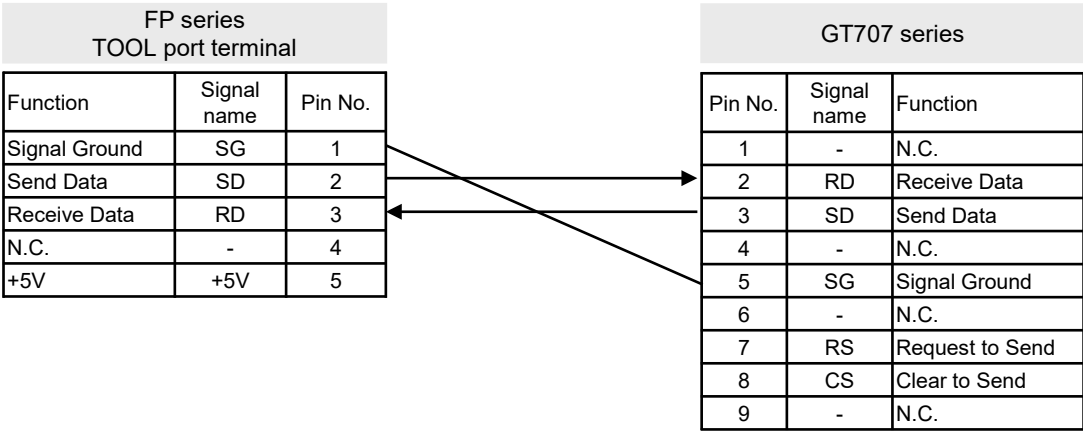 FP series
TOOL port terminal
Function Signal name Pin No.
Signal Ground SG 1
Send Data SD 2
Receive Data RD 3
N.C. - 4
+5V +5V 5
GT707 series
Pin No. Signal name Function
1 - N.C.
2 RD Receive Data
3 SD Send Data
4 - N.C.
5 SG Signal Ground
6 - N.C.
7 RS Request to Send
8 CS Clear to Send
9 - N.C.